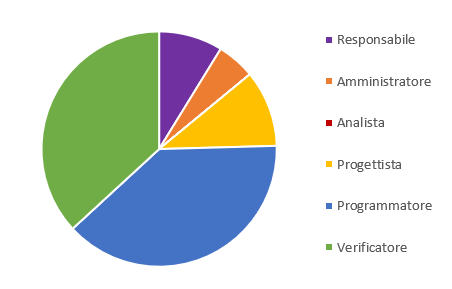 Responsabile
Amministratore
Analista
Progettista
Programmatore
Verificatore